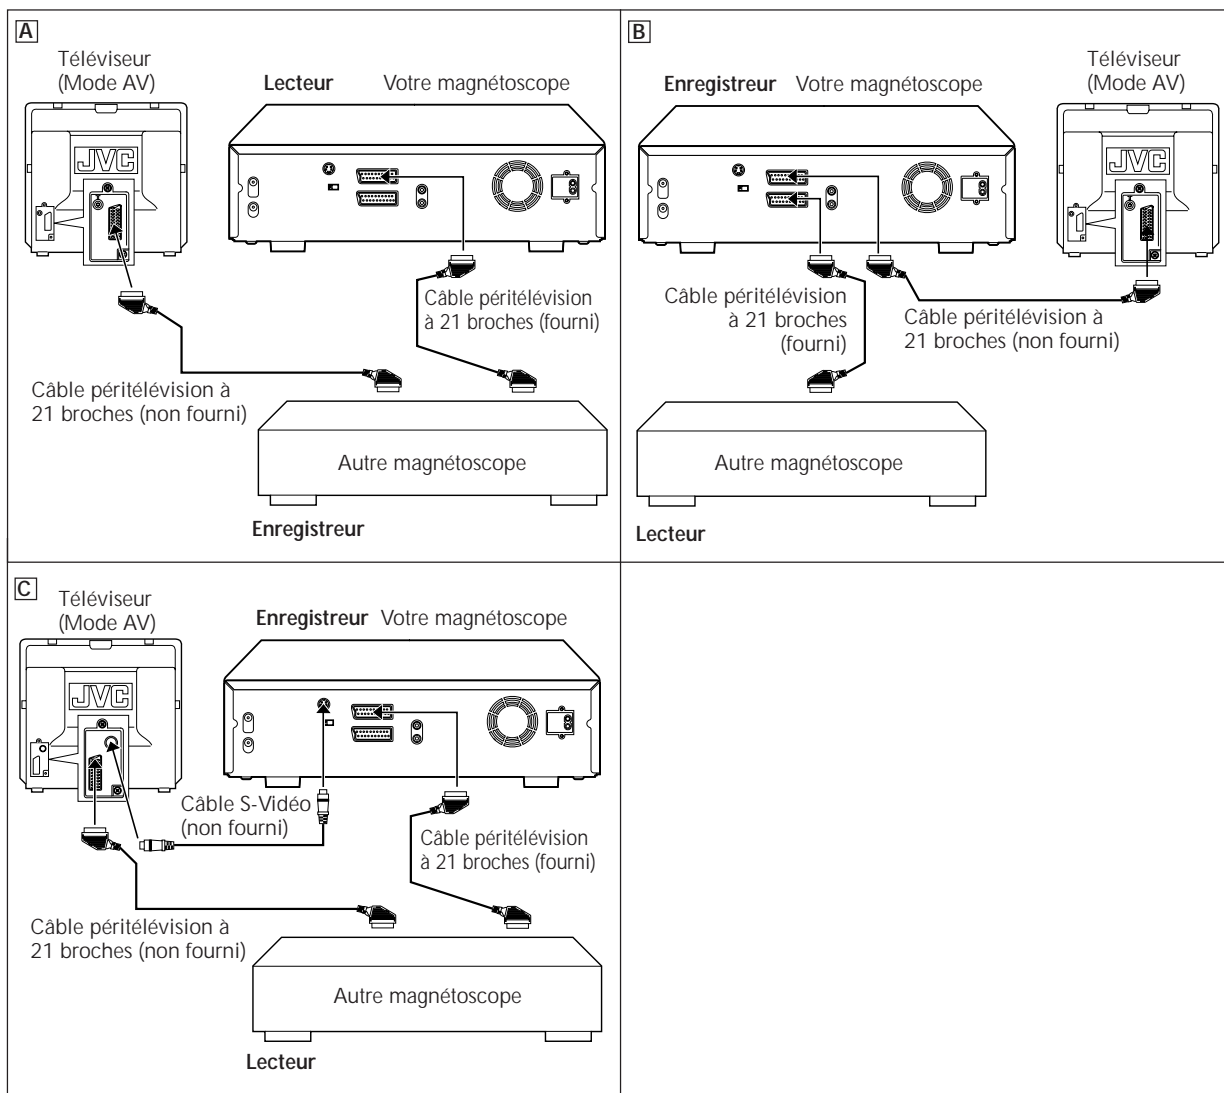 A
Téléviseur
(Mode AV)
Lecteur Votre magnétoscope
JVC
Câble péritélévision
à 21 broches (fourni)
Câble péritélévision à
21 broches (non fourni)
Autre magnétoscope
Enregistreur
B
Enregistreur Votre magnétoscope
Téléviseur
(Mode AV)
JVC
Câble péritélévision
à 21 broches
(fourni)
Câble péritélévision à
21 broches (non fourni)
Autre magnétoscope
Lecteur
C
Téléviseur
(Mode AV)
Enregistreur Votre magnétoscope
JVC
Câble S-Vidéo
(non fourni)
Câble péritélévision
à 21 broches (fourni)
Câble péritélévision à
21 broches (non fourni)
Autre magnétoscope
Lecteur